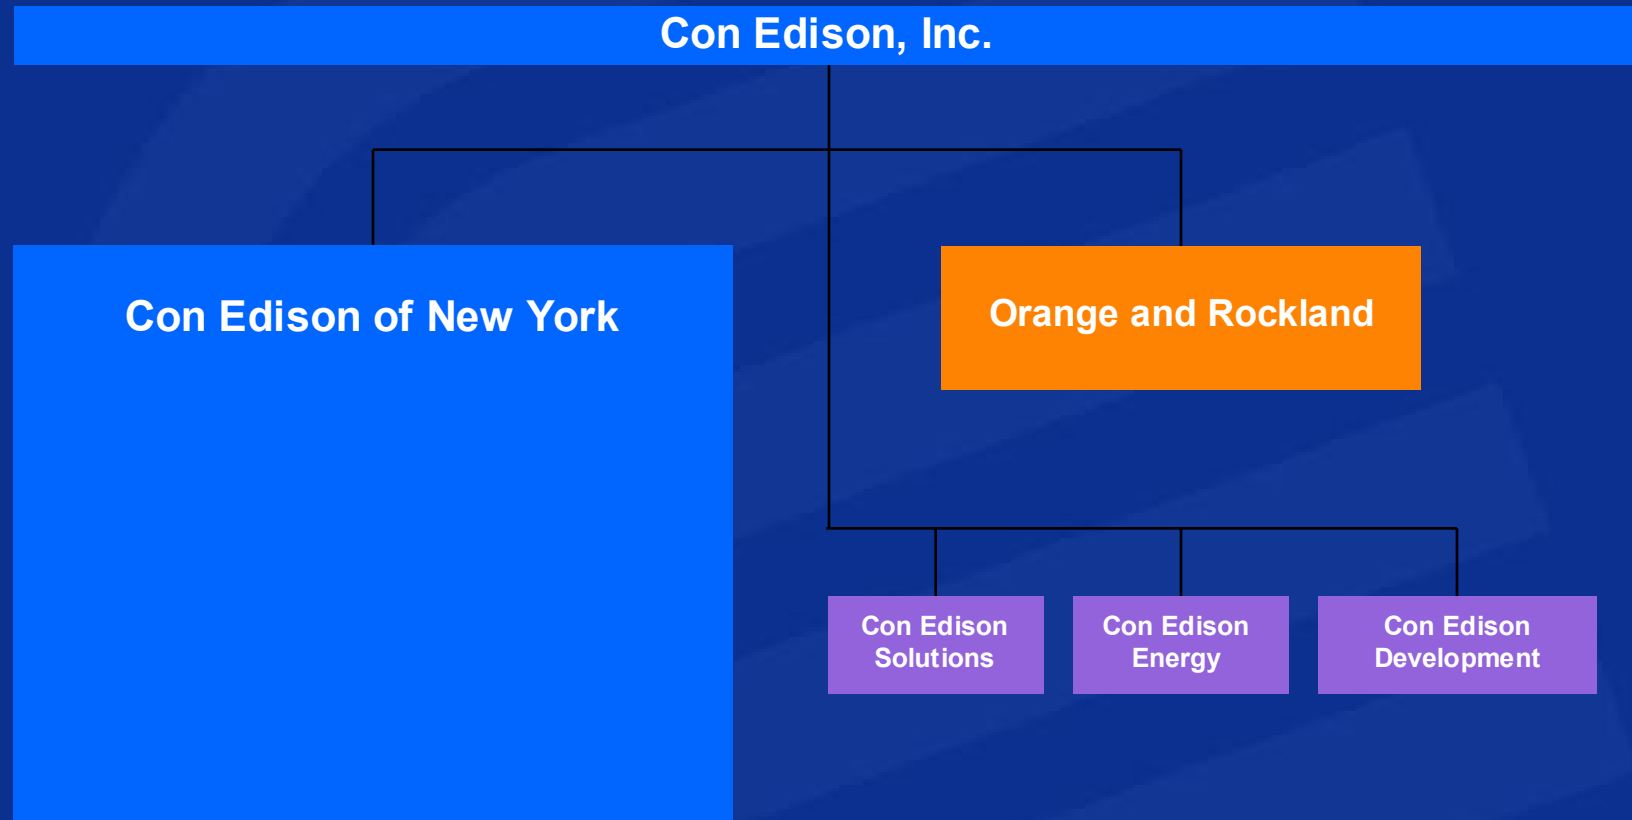 Con Edison, Inc.
Con Edison of New York
Orange and Rockland
Con Edison
Solutions
Con Edison
Energy
Con Edison
Development